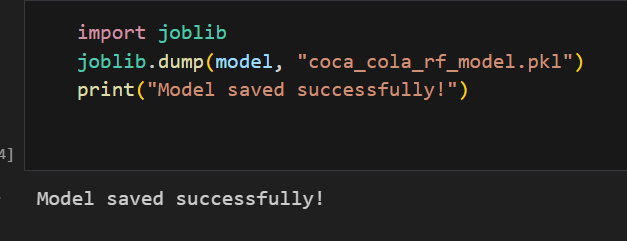 import joblib
joblib.dump(model, "coca_cola_rf_model.pkl")
print("Model saved successfully!")
4]
Model saved successfully!